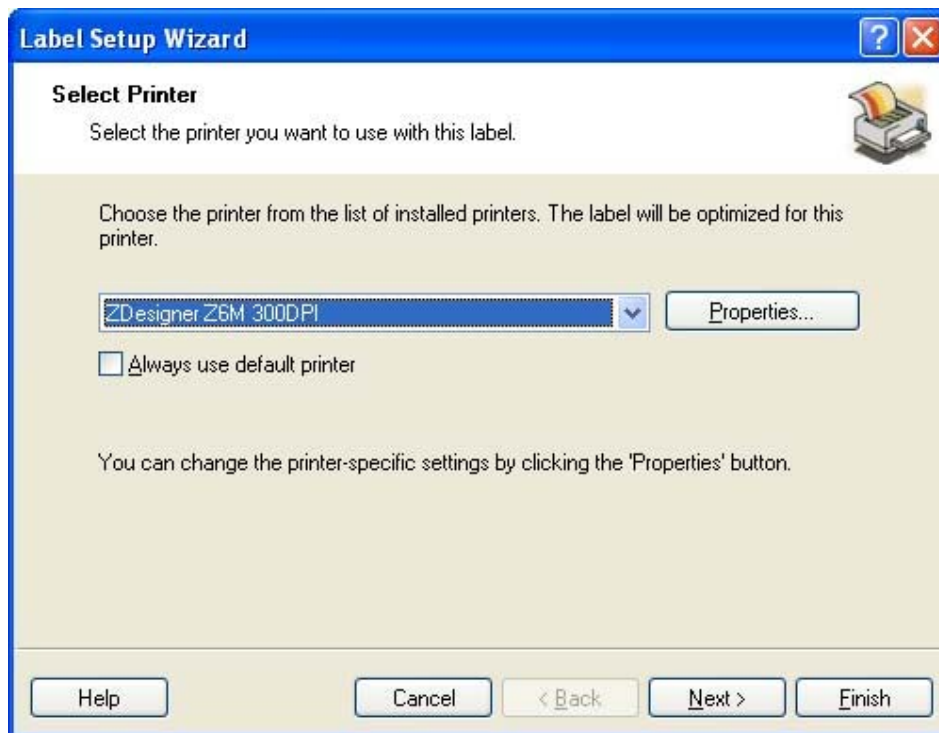 Label Setup Wizard
Select Printer
Select the printer you want to use with this label.
Choose the printer from the list of installed printers. The label will be optimized for this
printer.
ZDesigner Z6M 300DPI
Properties...
Always use default printer
You can change the printer-specific settings by clicking the 'Properties' button.
Help
Cancel
< Back
Next >
Finish